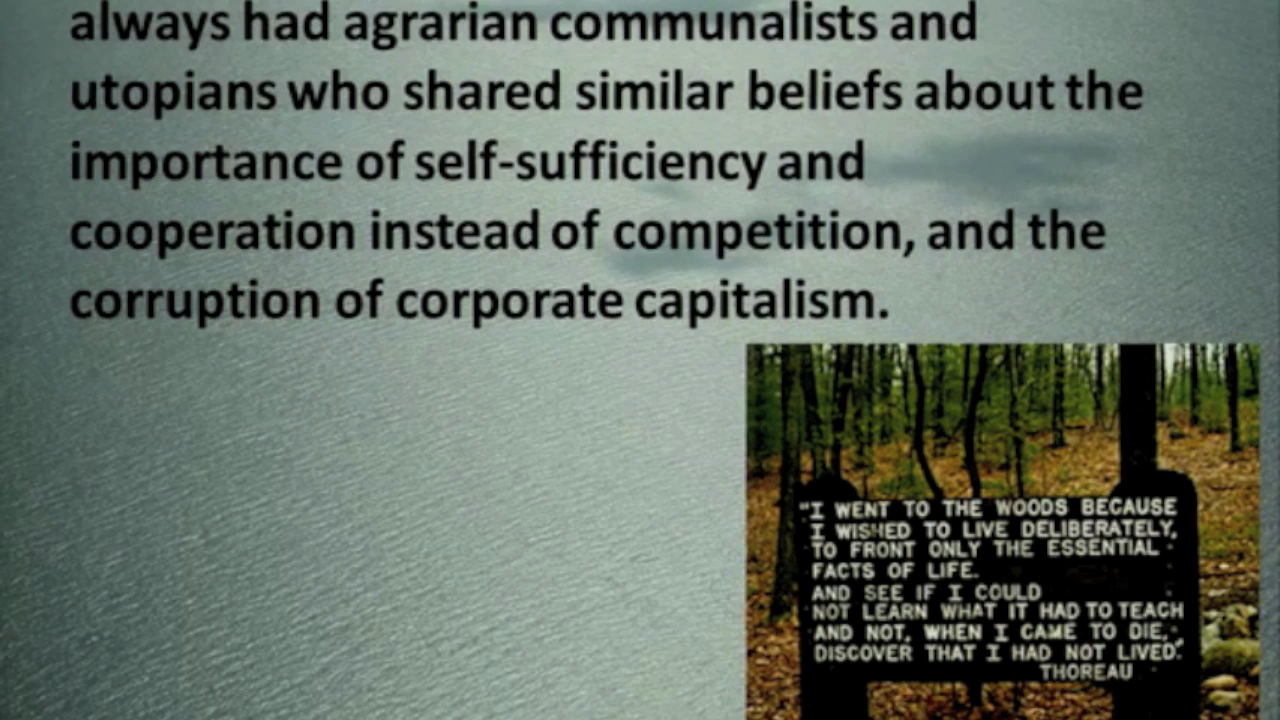 always had agrarian communalists and
utopians who shared similar beliefs about the
importance of self-sufficiency and
cooperation instead of competition, and the
corruption of corporate capitalism.
"I WENT TO THE WOODS BECAUSE
I WISHED TO LIVE DELIBERATELY,
TO FRONT ONLY THE ESSENTIAL
FACTS OF LIFE.
AND SEE IF I COULD
NOT LEARN WHAT IT HAD TO TEACH
AND NOT, WHEN I CAME TO DIE,
DISCOVER THAT I HAD NOT LIVED."
THOREAU